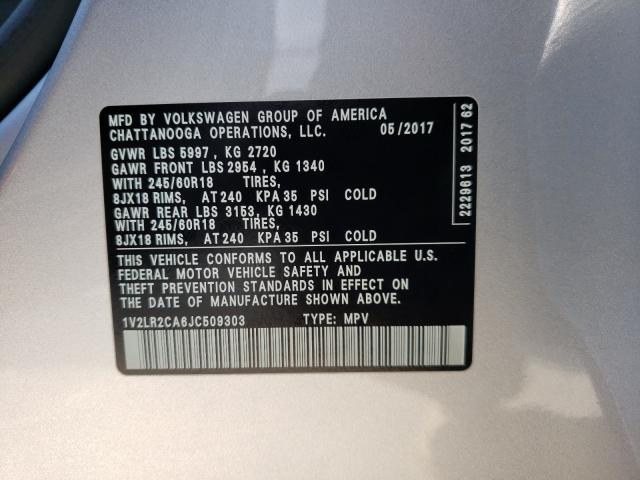 MFD BY VOLKSWAGEN GROUP OF AMERICA
CHATTANOOGA OPERATIONS, LLC. 05/2017
GVWR LBS 5997 , KG 2720
GAWR FRONT LBS 2954 , KG 1340
WITH 245/60R18 TIRES,
8JX18 RIMS, AT 240 KPA 35 PSI COLD
GAWR REAR LBS 3153, KG 1430
WITH 245/60R18 TIRES,
8JX18 RIMS, AT 240 KPA 35 PSI COLD
THIS VEHICLE CONFORMS TO ALL APPLICABLE U.S.
FEDERAL MOTOR VEHICLE SAFETY AND
THEFT PREVENTION STANDARDS IN EFFECT ON
THE DATE OF MANUFACTURE SHOWN ABOVE.
1V2LR2CA6JC509303 TYPE: MPV
2229613 2017 62